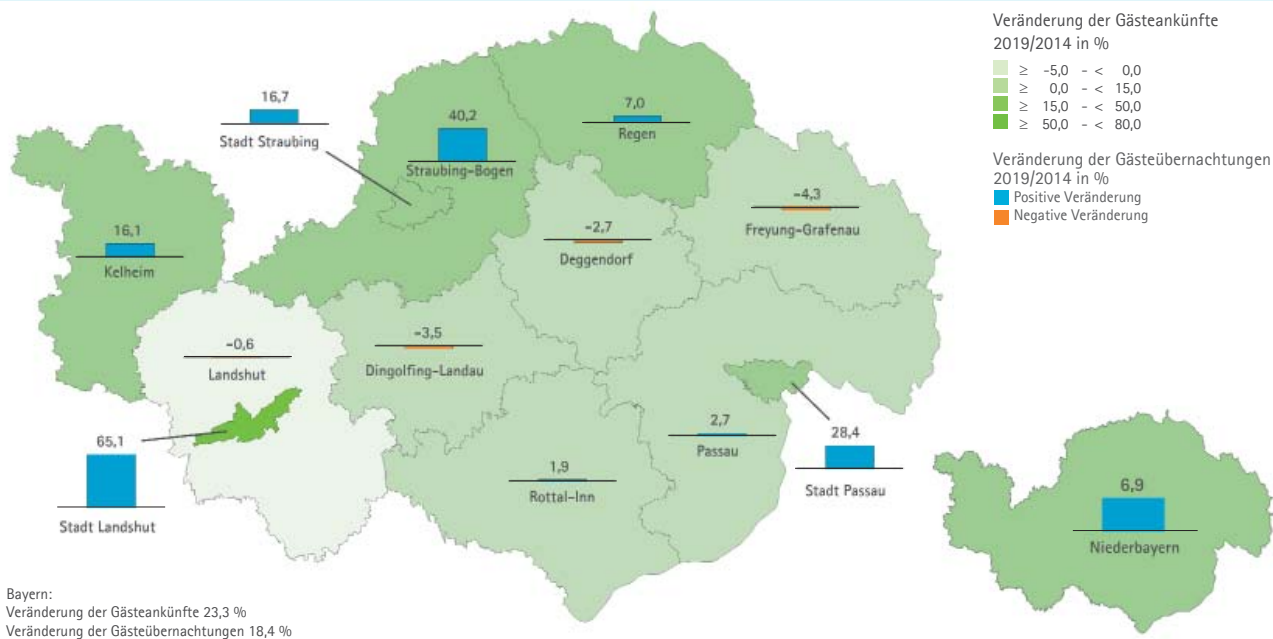 Veränderung der Gästeankünfte
2019/2014 in %
≥ -5,0 - < 0,0
≥ 0,0 - < 15,0
≥ 15,0 - < 50,0
≥ 50,0 - < 80,0
Veränderung der Gästeübernachtungen
2019/2014 in %
Positive Veränderung
Negative Veränderung
16,7
Stadt Straubing
40,2
Straubing-Bogen
7,0
Regen
-4,3
Freyung-Grafenau
-2,7
Deggendorf
16,1
Kelheim
-0,6
Landshut
-3,5
Dingolfing-Landau
65,1
Stadt Landshut
1,9
Rottal-Inn
2,7
Passau
28,4
Stadt Passau
6,9
Niederbayern
Bayern:
Veränderung der Gästeankünfte 23,3 %
Veränderung der Gästeübernachtungen 18,4 %